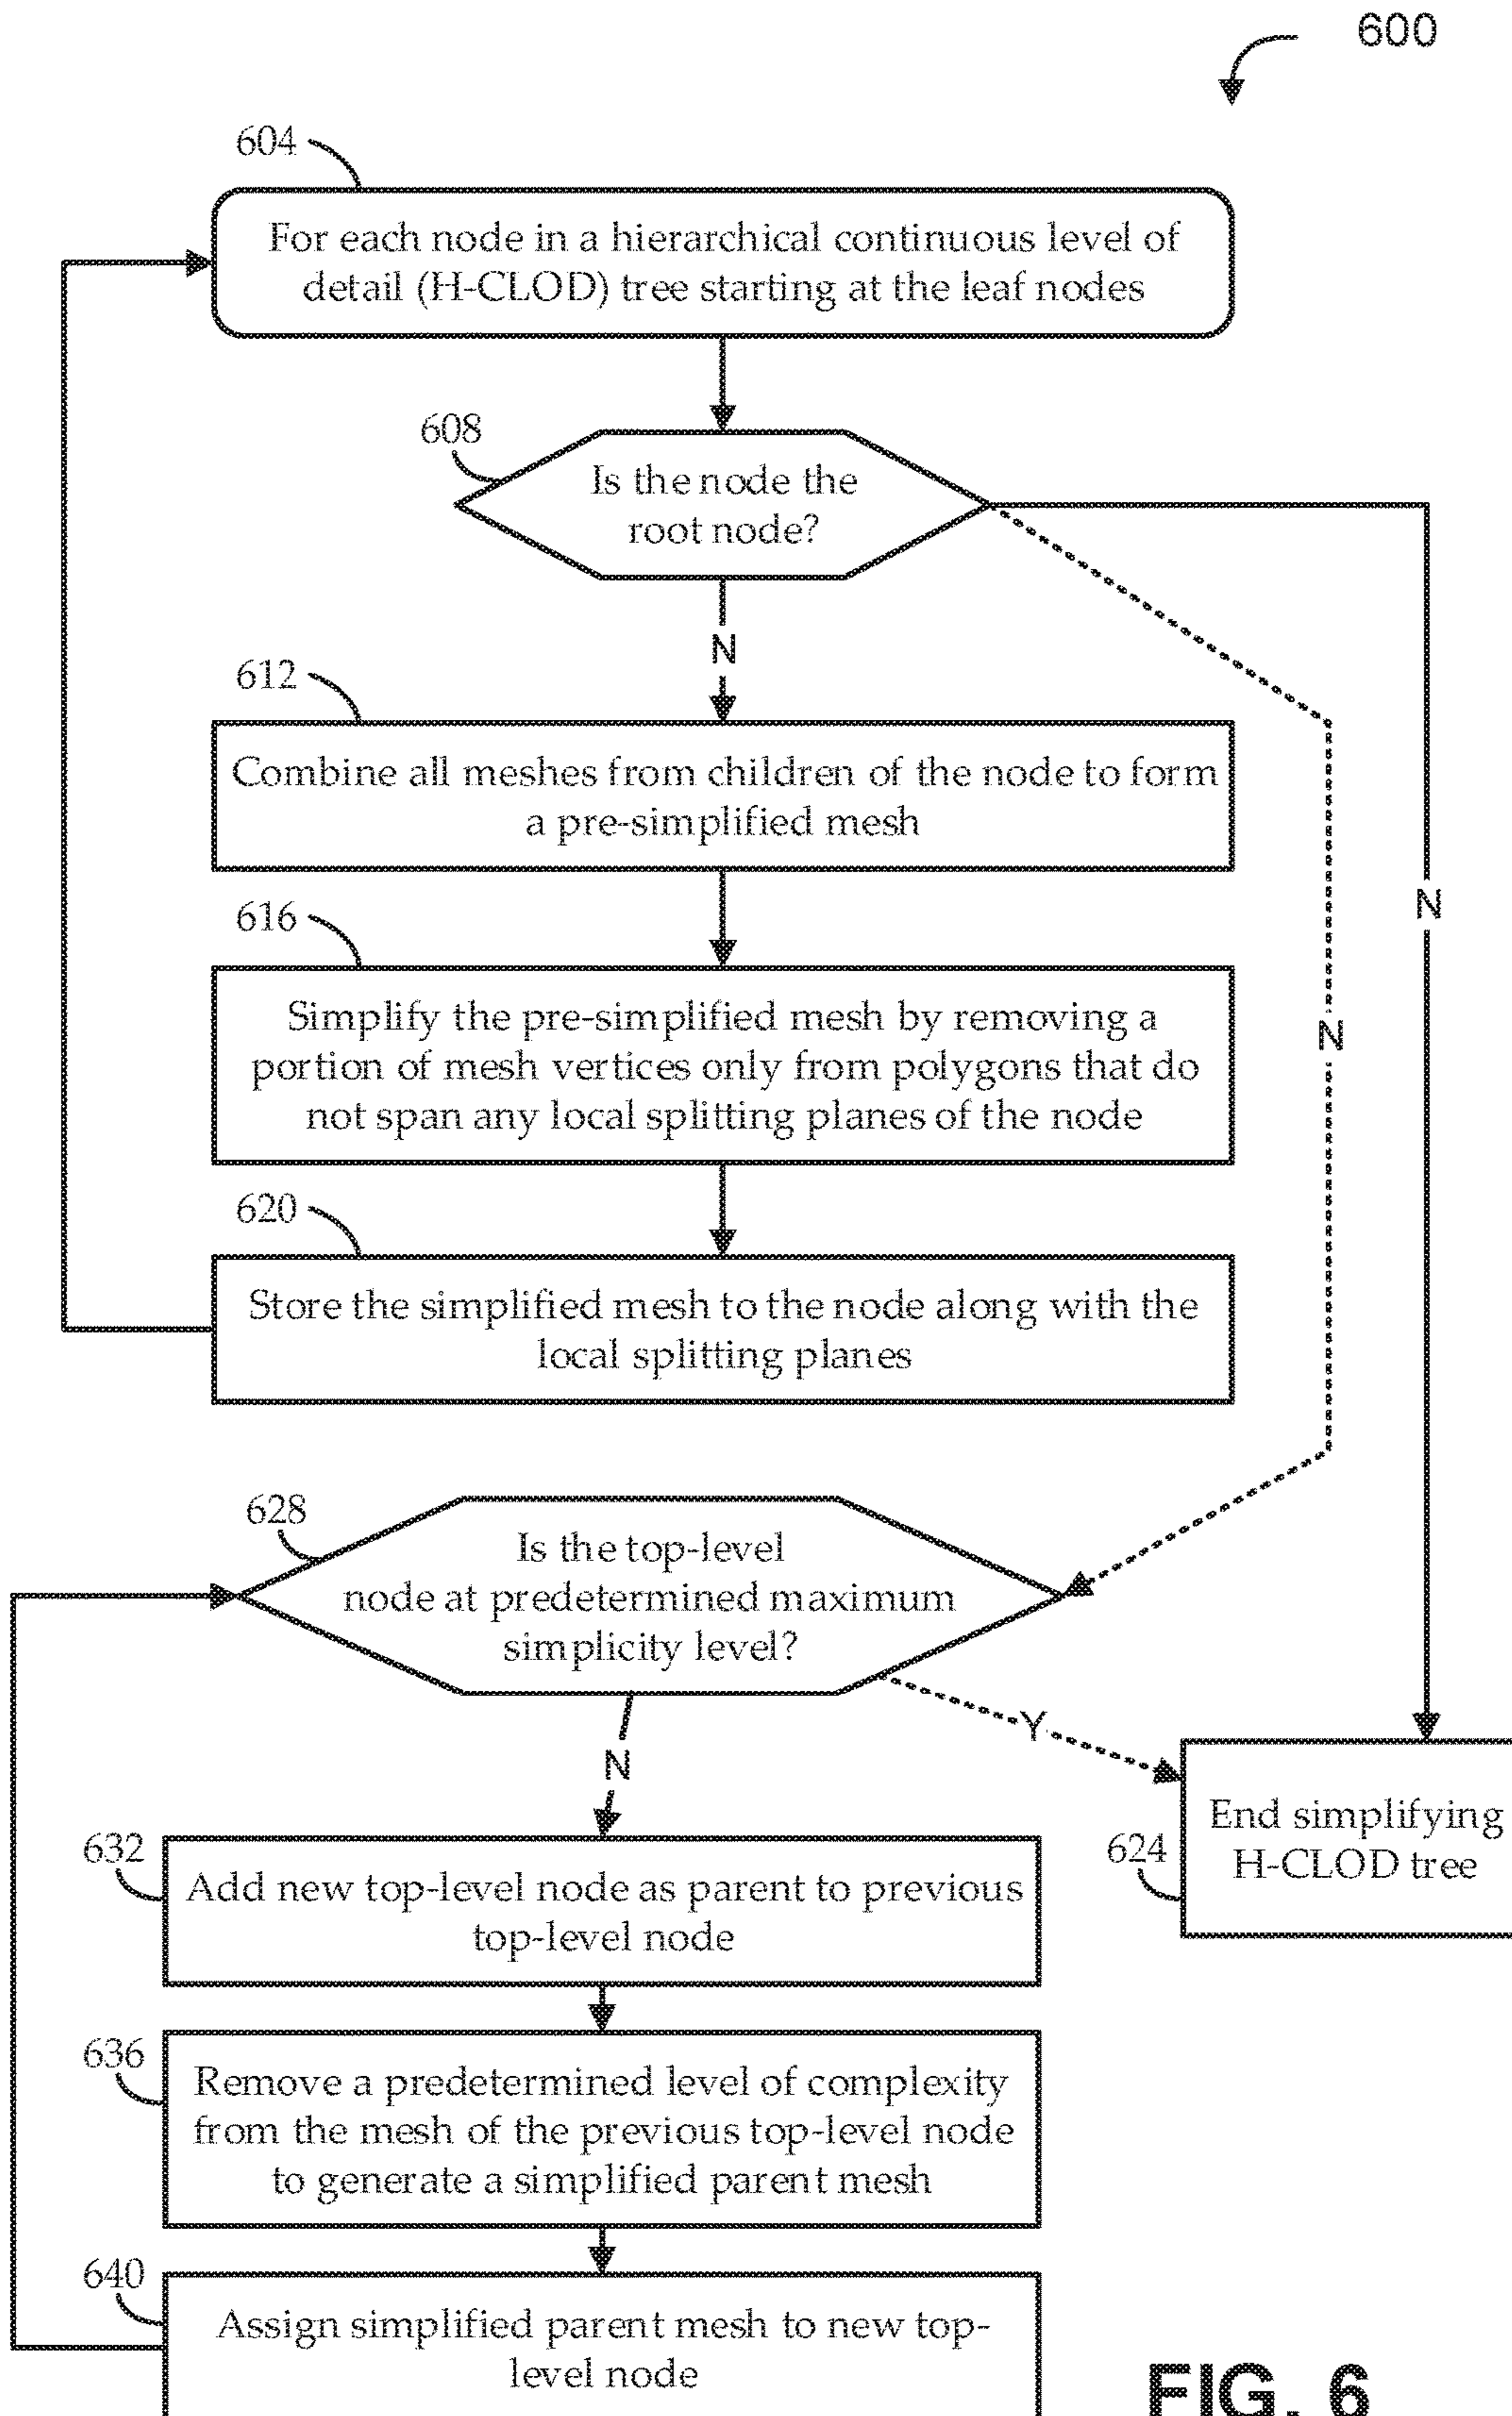 600
604
For each node in a hierarchical continuous level of
detail (H-CLOD) tree starting at the leaf nodes
608
Is the node the
root node?
N
612
Combine all meshes from children of the node to form
a pre-simplified mesh
N
616
Simplify the pre-simplified mesh by removing a
portion of mesh vertices only from polygons that do
not span any local splitting planes of the node
N
620
Store the simplified mesh to the node along with the
local splitting planes
628
Is the top-level
node at predetermined maximum
simplicity level?
Y
N
632
Add new top-level node as parent to previous
top-level node
624
End simplifying
H-CLOD tree
636
Remove a predetermined level of complexity
from the mesh of the previous top-level node
to generate a simplified parent mesh
640
Assign simplified parent mesh to new top-
level node
FIG. 6